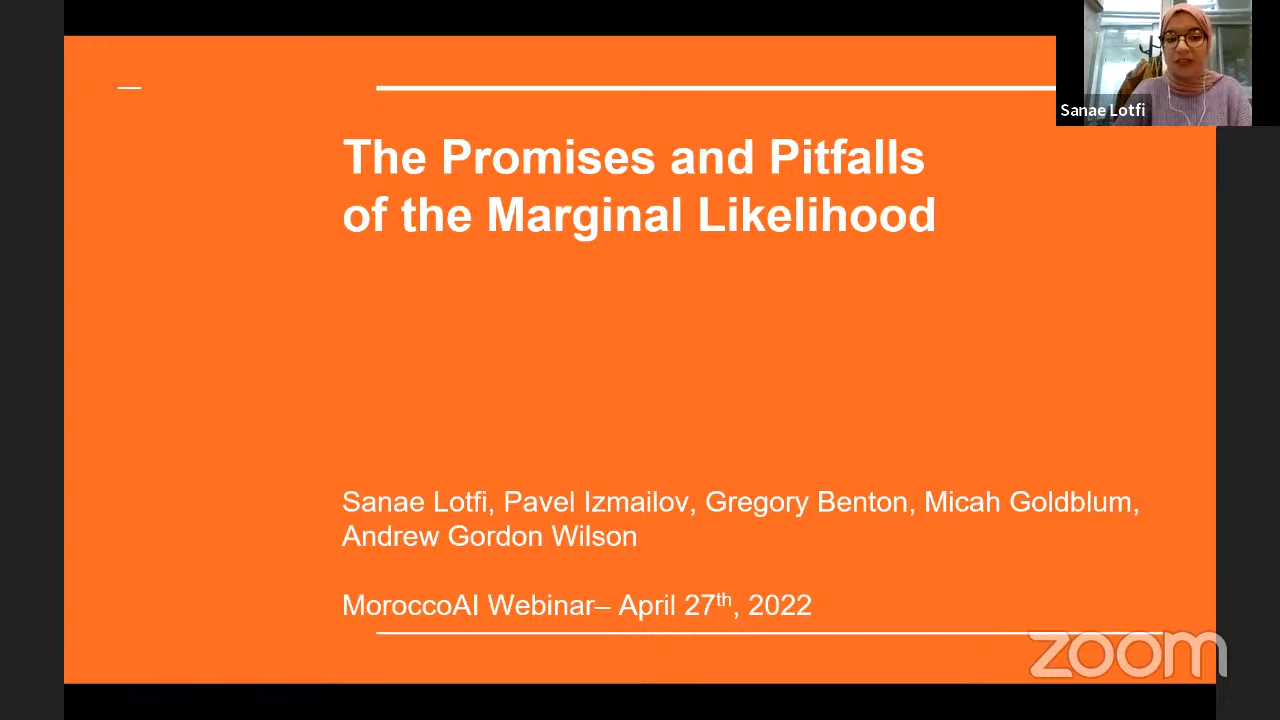 Sanae Lotfi
The Promises and Pitfalls
of the Marginal Likelihood
Sanae Lotfi, Pavel Izmailov, Gregory Benton, Micah Goldblum,
Andrew Gordon Wilson
MoroccoAI Webinar– April 27th, 2022
zoom